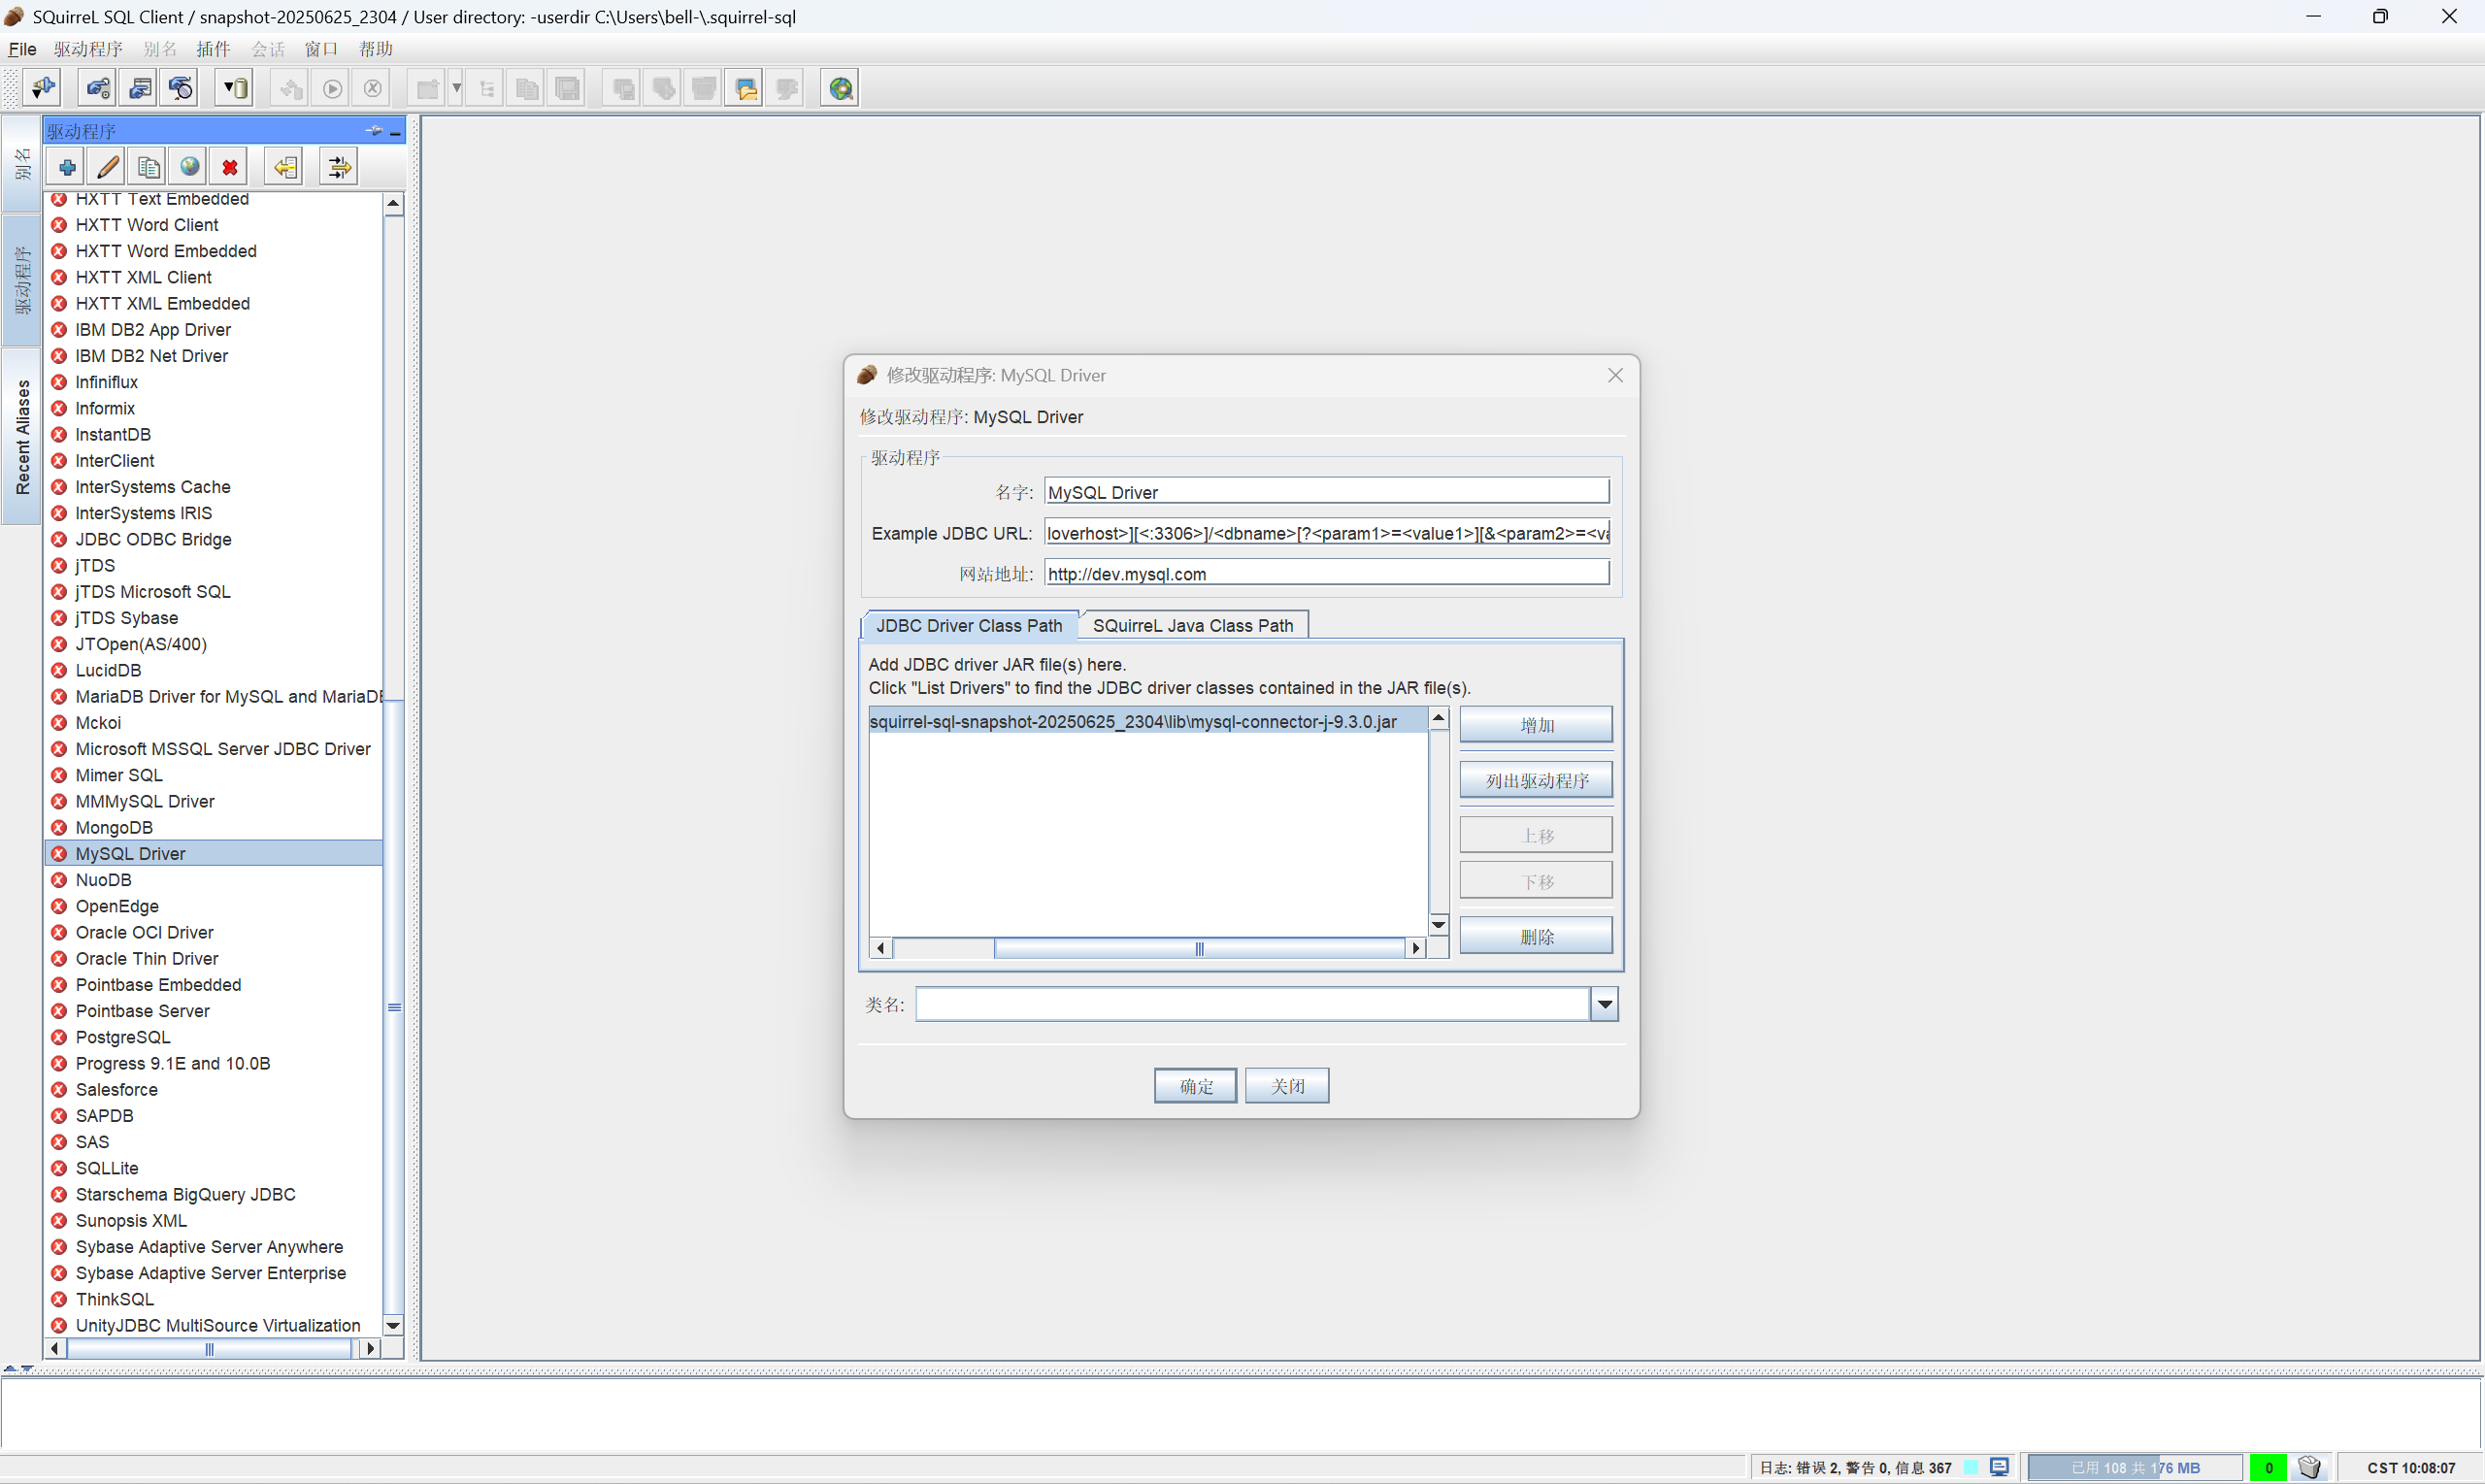 SQuirreL SQL Client / snapshot-20250625_2304 / User directory: -userdir C:\Users\bell-\.squirrel-sql
File 驱动程序 别名 插件 会话 窗口 帮助
别名
驱动程序
Recent Aliases
驱动程序
HXTT Text Embedded
HXTT Word Client
HXTT Word Embedded
HXTT XML Client
HXTT XML Embedded
IBM DB2 App Driver
IBM DB2 Net Driver
Infiniflux
Informix
InstantDB
InterClient
InterSystems Cache
InterSystems IRIS
JDBC ODBC Bridge
jTDS
jTDS Microsoft SQL
jTDS Sybase
JTOpen(AS/400)
LucidDB
MariaDB Driver for MySQL and MariaDB
Mckoi
Microsoft MSSQL Server JDBC Driver
Mimer SQL
MMMySQL Driver
MongoDB
MySQL Driver
NuoDB
OpenEdge
Oracle OCI Driver
Oracle Thin Driver
Pointbase Embedded
Pointbase Server
PostgreSQL
Progress 9.1E and 10.0B
Salesforce
SAPDB
SAS
SQLLite
Starschema BigQuery JDBC
Sunopsis XML
Sybase Adaptive Server Anywhere
Sybase Adaptive Server Enterprise
ThinkSQL
UnityJDBC MultiSource Virtualization
修改驱动程序: MySQL Driver
修改驱动程序: MySQL Driver
驱动程序
名字: MySQL Driver
Example JDBC URL: loverhost>][<:3306>]/<dbname>[?<param1>=<value1>][&<param2>=<va
网站地址: http://dev.mysql.com
JDBC Driver Class Path SQuirreL Java Class Path
Add JDBC driver JAR file(s) here.
Click "List Drivers" to find the JDBC driver classes contained in the JAR file(s).
squirrel-sql-snapshot-20250625_2304\lib\mysql-connector-j-9.3.0.jar
增加
列出驱动程序
上移
下移
删除
类名:
确定 关闭
日志: 错误 2, 警告 0, 信息 367 已用 108 共 176 MB 0 CST 10:08:07